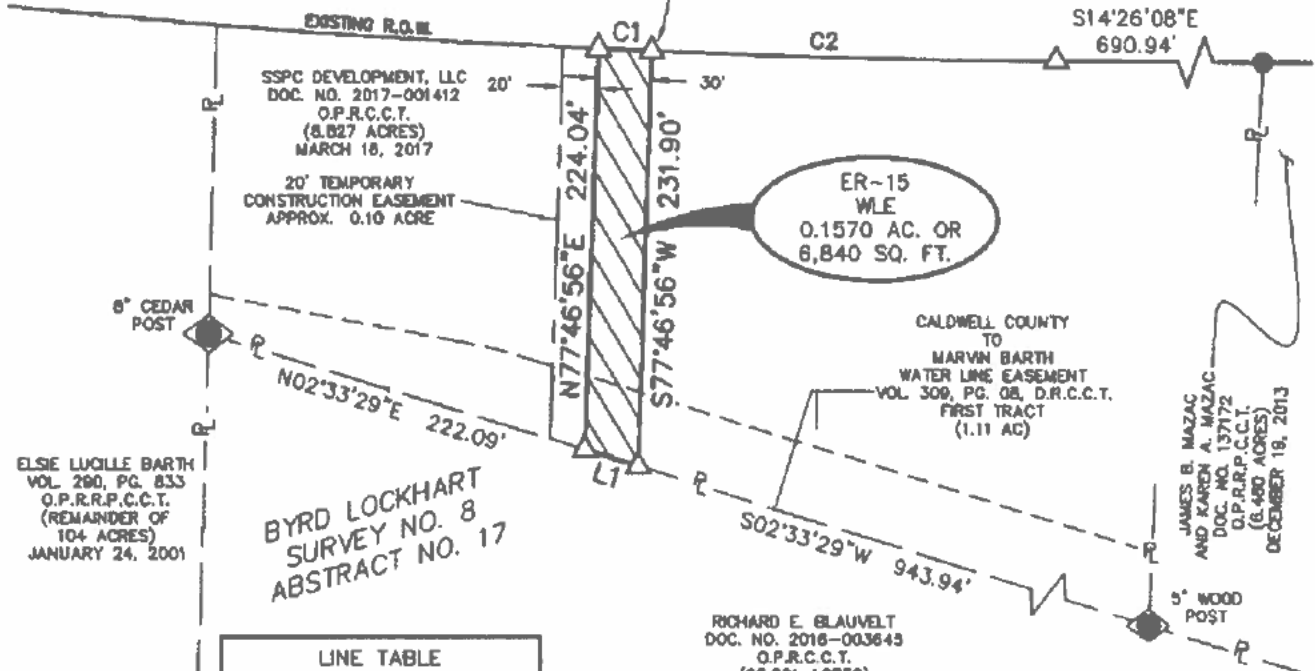 EXISTING R.O.W.
C1
C2
S14°26'08"E
690.94'
SSPC DEVELOPMENT, LLC
DOC. NO. 2017-001412
O.P.R.C.C.T.
(8.827 ACRES)
MARCH 16, 2017
20'
30'
20' TEMPORARY
CONSTRUCTION EASEMENT
APPROX. 0.10 ACRE
N77°46'56"E 224.04'
S77°46'56"W 231.90'
ER-15
WLE
0.1570 AC. OR
6,840 SQ. FT.
8" CEDAR
POST
N02°33'29"E 222.09'
L1
CALDWELL COUNTY
TO
MARVIN BARTH
WATER LINE EASEMENT
VOL. 309, PG. 08, D.R.C.C.T.
FIRST TRACT
(1.11 AC)
JAMES B. MAZAC
AND KAREN A. MAZAC
DOC. NO. 137172
O.P.R.R.P.C.C.T.
(6.480 ACRES)
DECEMBER 19, 2013
ELSIE LUCILLE BARTH
VOL. 290, PG. 833
O.P.R.R.P.C.C.T.
(REMAINDER OF
104 ACRES)
JANUARY 24, 2001
BYRD LOCKHART
SURVEY NO. 8
ABSTRACT NO. 17
S02°33'29"W 943.94'
5" WOOD
POST
RICHARD E. BLAUVELT
DOC. NO. 2016-003645
O.P.R.C.C.T.
LINE TABLE